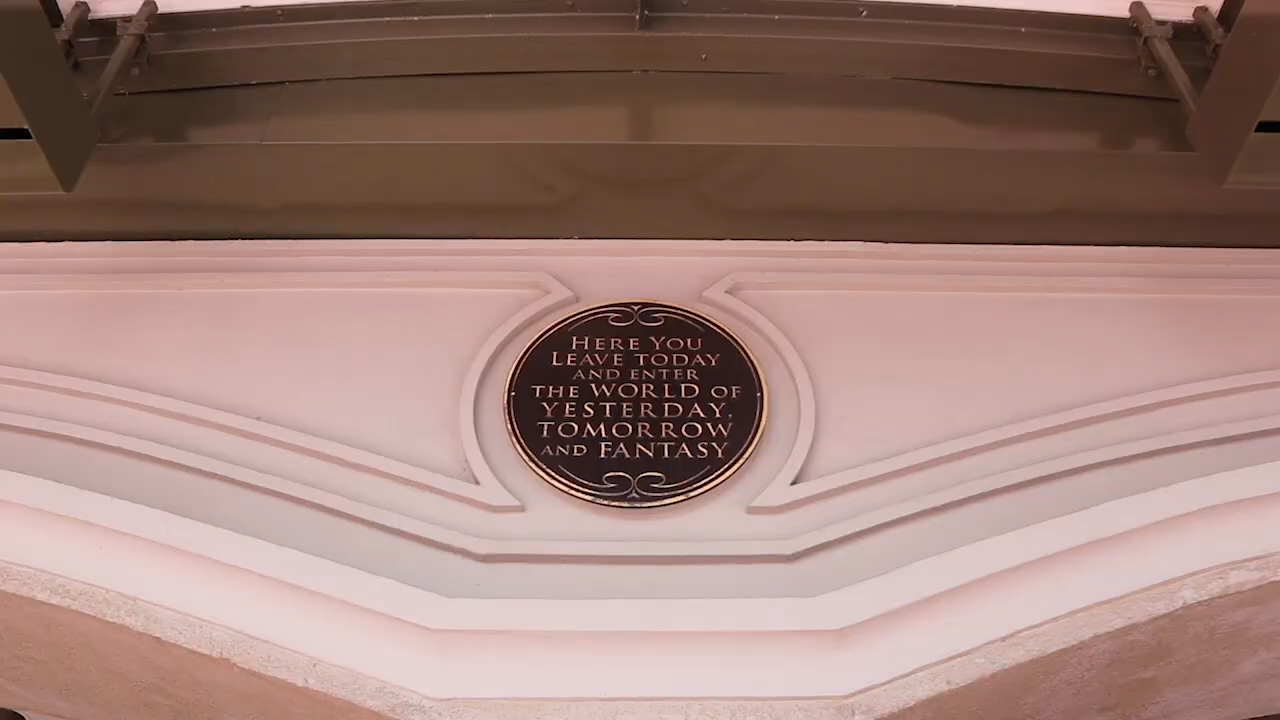 HERE YOU
LEAVE TODAY
AND ENTER
THE WORLD OF
YESTERDAY,
TOMORROW
AND FANTASY